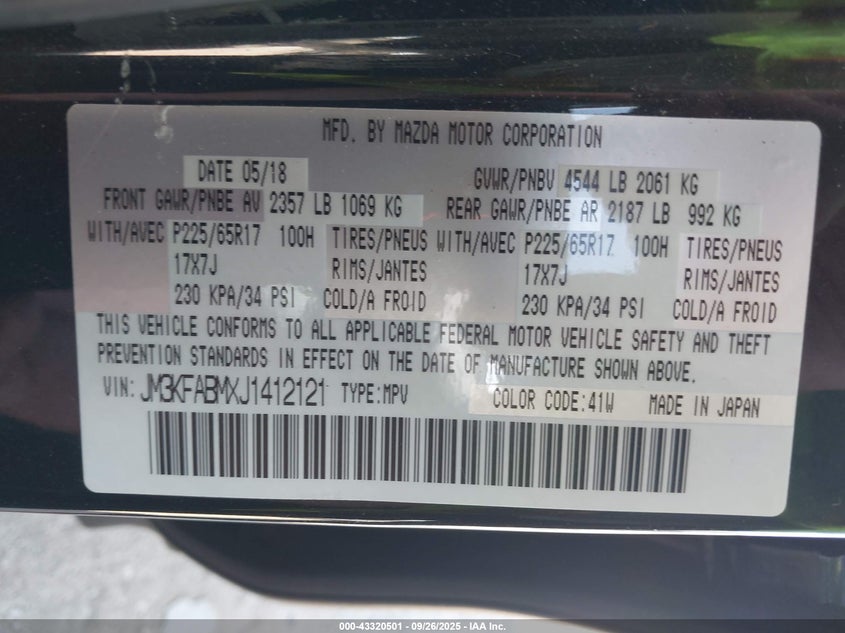 MFD. BY MAZDA MOTOR CORPORATION
DATE 05/18 GVWR/PNBV 4544 LB 2061 KG
FRONT GAWR/PNBE AV 2357 LB 1069 KG REAR GAWR/PNBE AR 2187 LB 992 KG
WITH/AVEC P225/65R17 100H TIRES/PNEUS WITH/AVEC P225/65R17 100H TIRES/PNEUS
17X7J RIMS/JANTES 17X7J RIMS/JANTES
230 KPA/34 PSI COLD/A FROID 230 KPA/34 PSI COLD/A FROID
THIS VEHICLE CONFORMS TO ALL APPLICABLE FEDERAL MOTOR VEHICLE SAFETY AND THEFT
PREVENTION STANDARDS IN EFFECT ON THE DATE OF MANUFACTURE SHOWN ABOVE.
VIN: JM3KFABMXJ1412121 TYPE:MPV COLOR CODE:41W MADE IN JAPAN
000-43320501 - 09/26/2025 - IAA Inc.